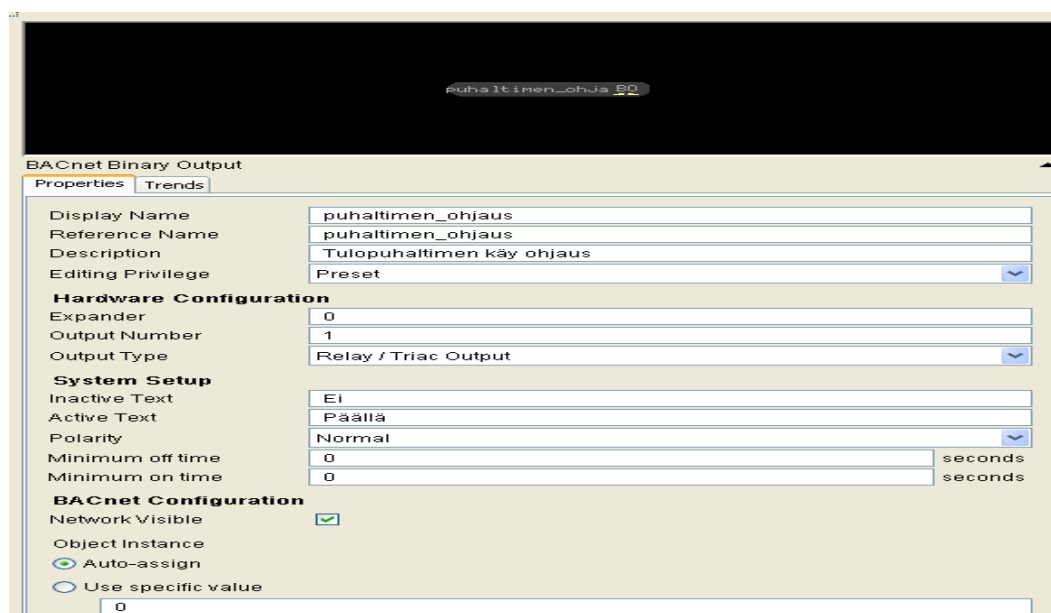 puhaltimen_ohja BO
BACnet Binary Output
Properties Trends
Display Name puhaltimen_ohjaus
Reference Name puhaltimen_ohjaus
Description Tulopuhaltimen käy ohjaus
Editing Privilege Preset
Hardware Configuration
Expander 0
Output Number 1
Output Type Relay / Triac Output
System Setup
Inactive Text Ei
Active Text Päällä
Polarity Normal
Minimum off time 0 seconds
Minimum on time 0 seconds
BACnet Configuration
Network Visible
Object Instance
Auto-assign
Use specific value
0